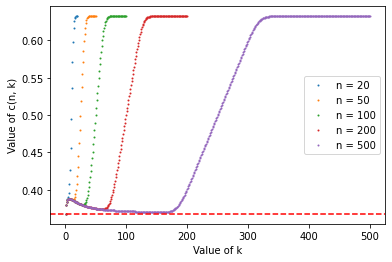 0.60
0.55
0.50
0.45
0.40
Value of c(n, k)
n = 20
n = 50
n = 100
n = 200
n = 500
0 100 200 300 400 500
Value of k